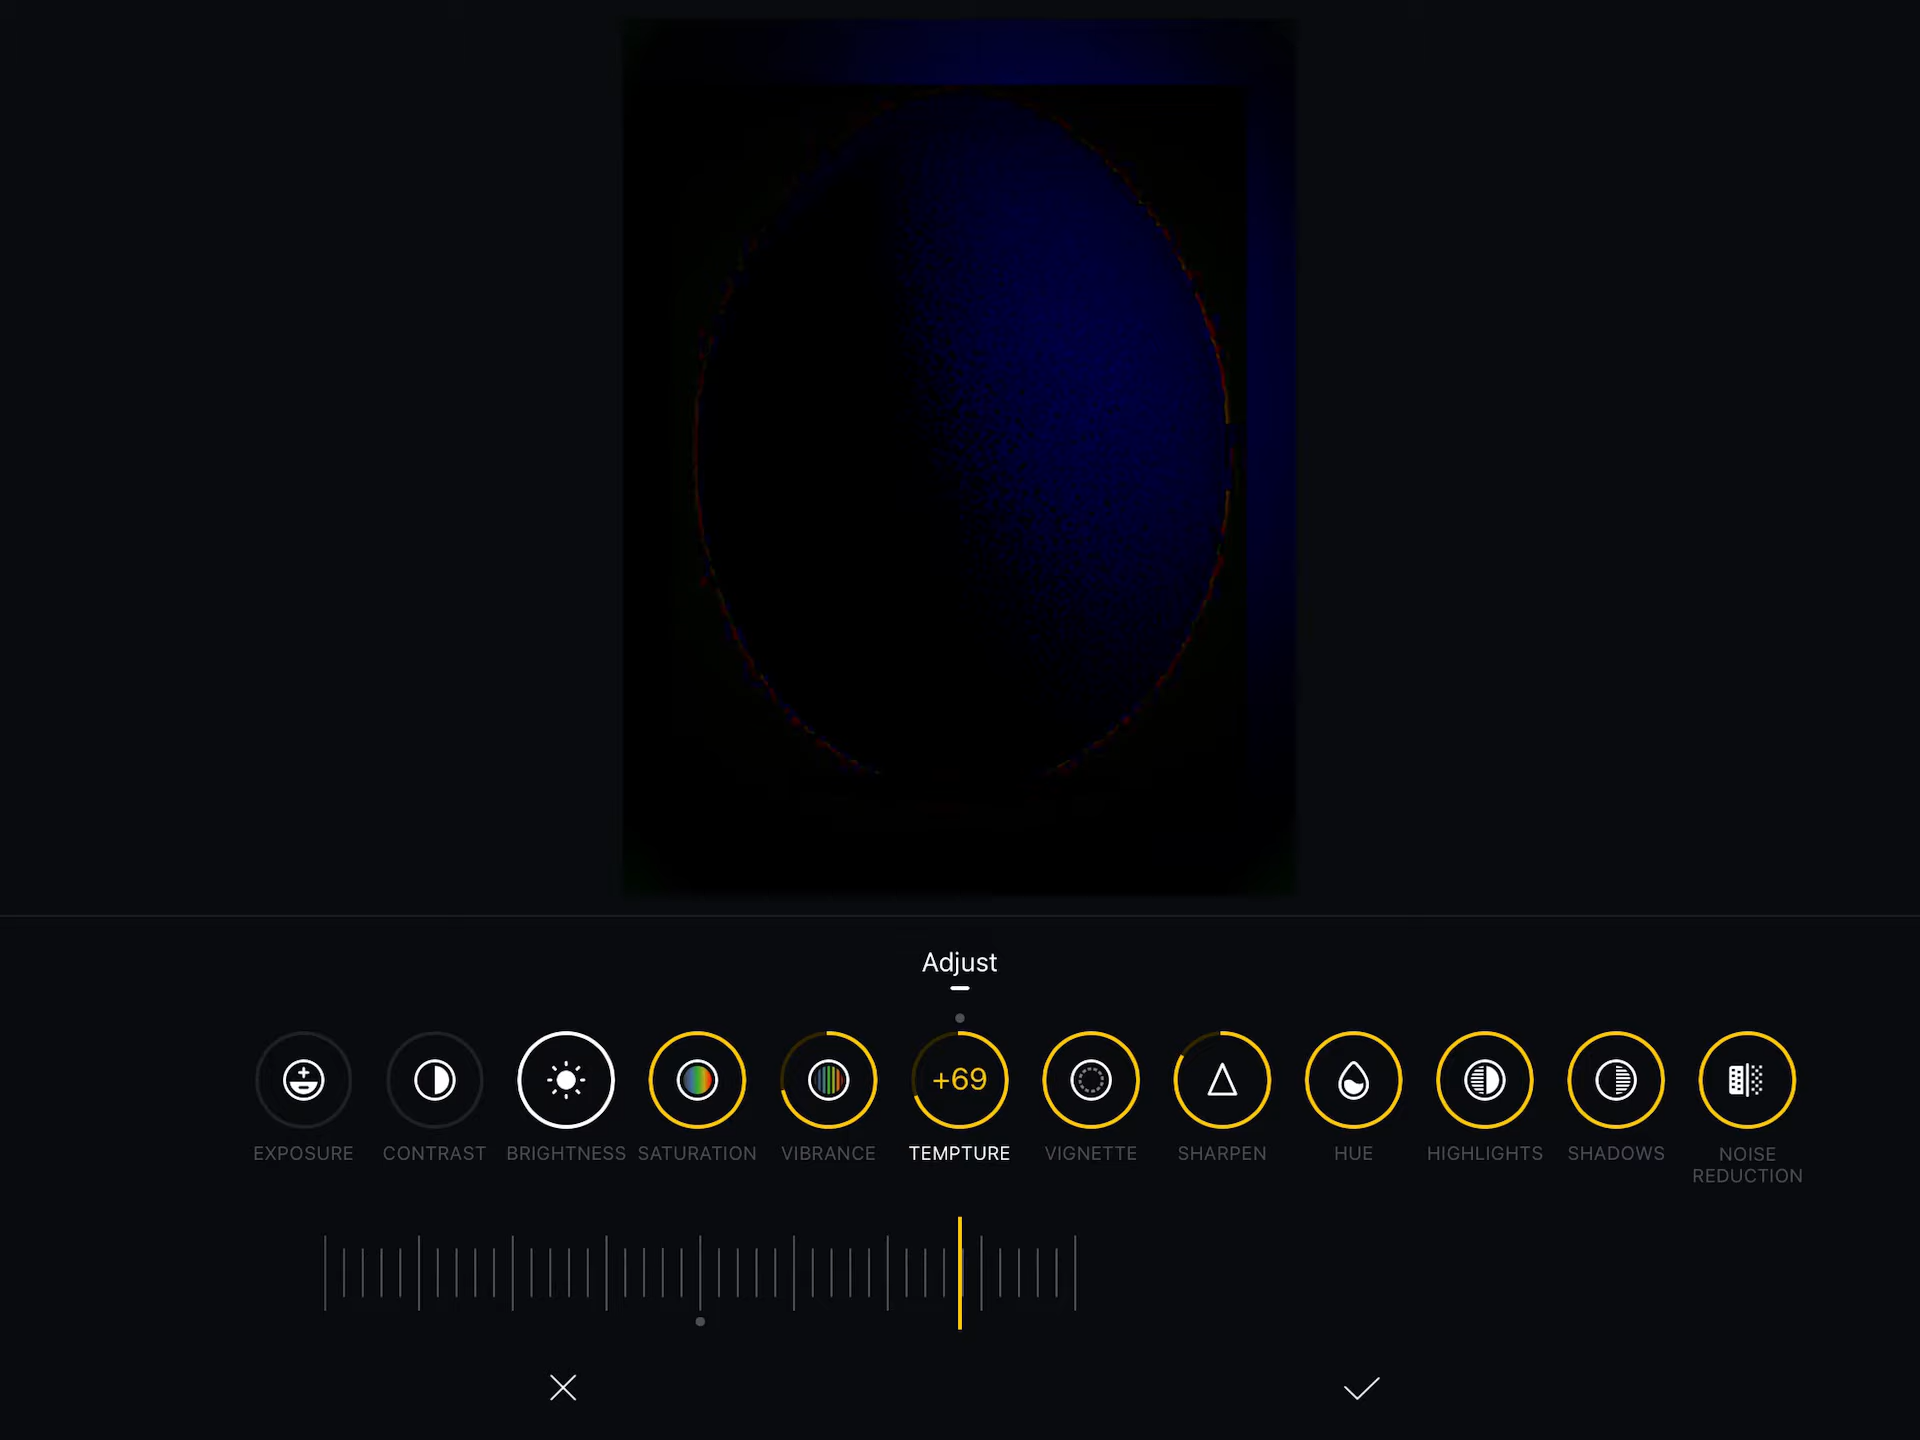 Adjust
+69
EXPOSURE
CONTRAST
BRIGHTNESS
SATURATION
VIBRANCE
TEMPTURE
VIGNETTE
SHARPEN
HUE
HIGHLIGHTS
SHADOWS
NOISE
REDUCTION